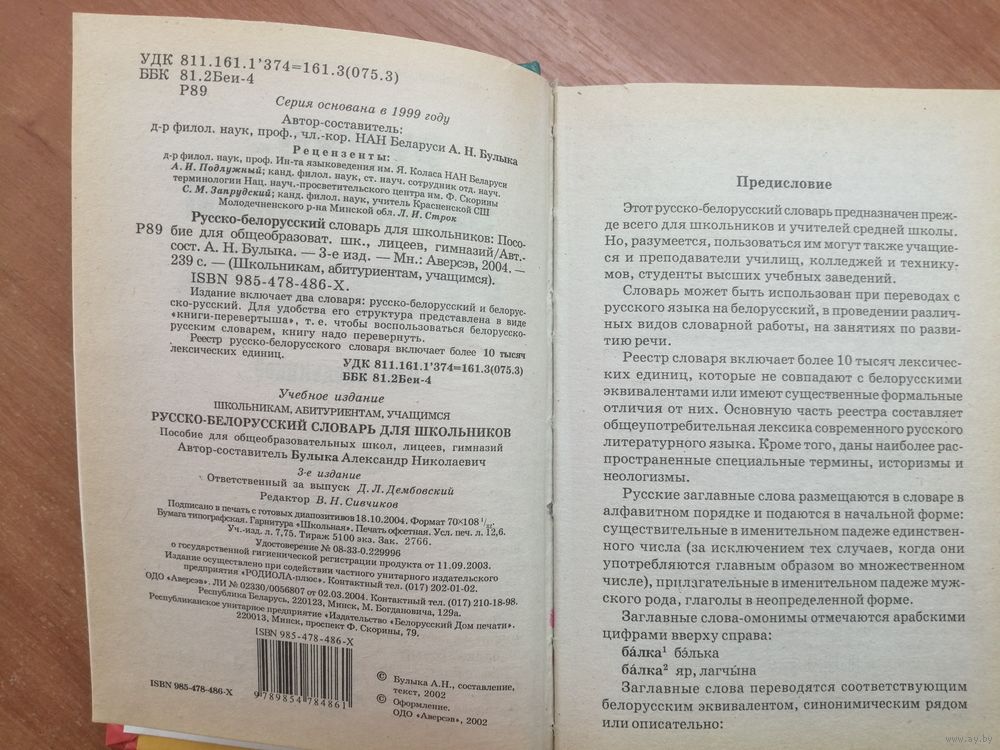 УДК 811.161.1’374=161.3(075.3)
ББК 81.2Беи-4
Р89
Серия основана в 1999 году
Автор-составитель:
д-р филол. наук, проф., чл.-кор. НАН Беларуси А. Н. Булыка
Рецензенты:
д-р филол. наук, проф. Ин-та языковедения им. Я. Коласа НАН Беларуси
А. И. Подлужный; канд. филол. наук, ст. науч. сотрудник отд. науч.
терминологии Нац. науч.-просветительского центра им. Ф. Скорины
С. М. Запрудский; канд. филол. наук, учитель Красненской СШ
Молодечненского р-на Минской обл. Л. И. Строк
Русско-белорусский словарь для школьников: Посо-
Р89 бие для общеобразоват. шк., лицеев, гимназий/Авт.-
сост. А. Н. Булыка. — 3-е изд. — Мн.: Аверсэв, 2004. —
239 с. — (Школьникам, абитуриентам, учащимся).
ISBN 985-478-486-X.
Издание включает два словаря: русско-белорусский и белорус-
ско-русский. Для удобства его структура представлена в виде
«книги-перевертыша», т. е. чтобы воспользоваться белорусско-
русским словарем, книгу надо перевернуть.
Реестр русско-белорусского словаря включает более 10 тысяч
лексических единиц.
УДК 811.161.1’374=161.3(075.3)
ББК 81.2Беи-4
Учебное издание
ШКОЛЬНИКАМ, АБИТУРИЕНТАМ, УЧАЩИМСЯ
РУССКО-БЕЛОРУССКИЙ СЛОВАРЬ ДЛЯ ШКОЛЬНИКОВ
Пособие для общеобразовательных школ, лицеев, гимназий
Автор-составитель Булыка Александр Николаевич
3-е издание
Ответственный за выпуск Д. Л. Дембовский
Редактор В. Н. Сивчиков
Подписано в печать с готовых диапозитивов 18.10.2004. Формат 70×108 1/32.
Бумага типографская. Гарнитура «Школьная». Печать офсетная. Усл. печ. л. 12,6.
Уч.-изд. л. 7,75. Тираж 5100 экз. Зак. 2766.
Удостоверение № 08-33-0.229996
о государственной гигиенической регистрации продукта от 11.09.2003.
Издание осуществлено при содействии частного унитарного издательского
предприятия «РОДИОЛА-плюс». Контактный тел. (017) 202-01-02.
ОДО «Аверсэв». ЛИ № 02330/0056807 от 02.03.2004. Контактный тел. (017) 210-18-98.
Республика Беларусь, 220123, Минск, М. Богдановича, 129а.
Республиканское унитарное предприятие «Издательство «Белорусский Дом печати».
220013, Минск, проспект Ф. Скорины, 79.
ISBN 985-478-486-X
ISBN 985-478-486-X
9 789854 784861
© Булыка А.Н., составление,
текст, 2002
© Оформление.
ОДО «Аверсэв», 2002
Предисловие
Этот русско-белорусский словарь предназначен преж-
де всего для школьников и учителей средней школы.
Но, разумеется, пользоваться им могут также учащие-
ся и преподаватели училищ, колледжей и технику-
мов, студенты высших учебных заведений.
Словарь может быть использован при переводах с
русского языка на белорусский, в проведении различ-
ных видов словарной работы, на занятиях по разви-
тию речи.
Реестр словаря включает более 10 тысяч лексичес-
ких единиц, которые не совпадают с белорусскими
эквивалентами или имеют существенные формальные
отличия от них. Основную часть реестра составляет
общеупотребительная лексика современного русского
литературного языка. Кроме того, даны наиболее рас-
пространенные специальные термины, историзмы и
неологизмы.
Русские заглавные слова размещаются в словаре в
алфавитном порядке и подаются в начальной форме:
существительные в именительном падеже единствен-
ного числа (за исключением тех случаев, когда они
употребляются главным образом во множественном
числе), прилагательные в именительном падеже муж-
ского рода, глаголы в неопределенной форме.
Заглавные слова-омонимы отмечаются арабскими
цифрами вверху справа:
ба́лка¹ бэ́лька
ба́лка² яр, лагчы́на
Заглавные слова переводятся соответствующим
белорусским эквивалентом, синонимическим рядом
или описательно:
www.ay.by